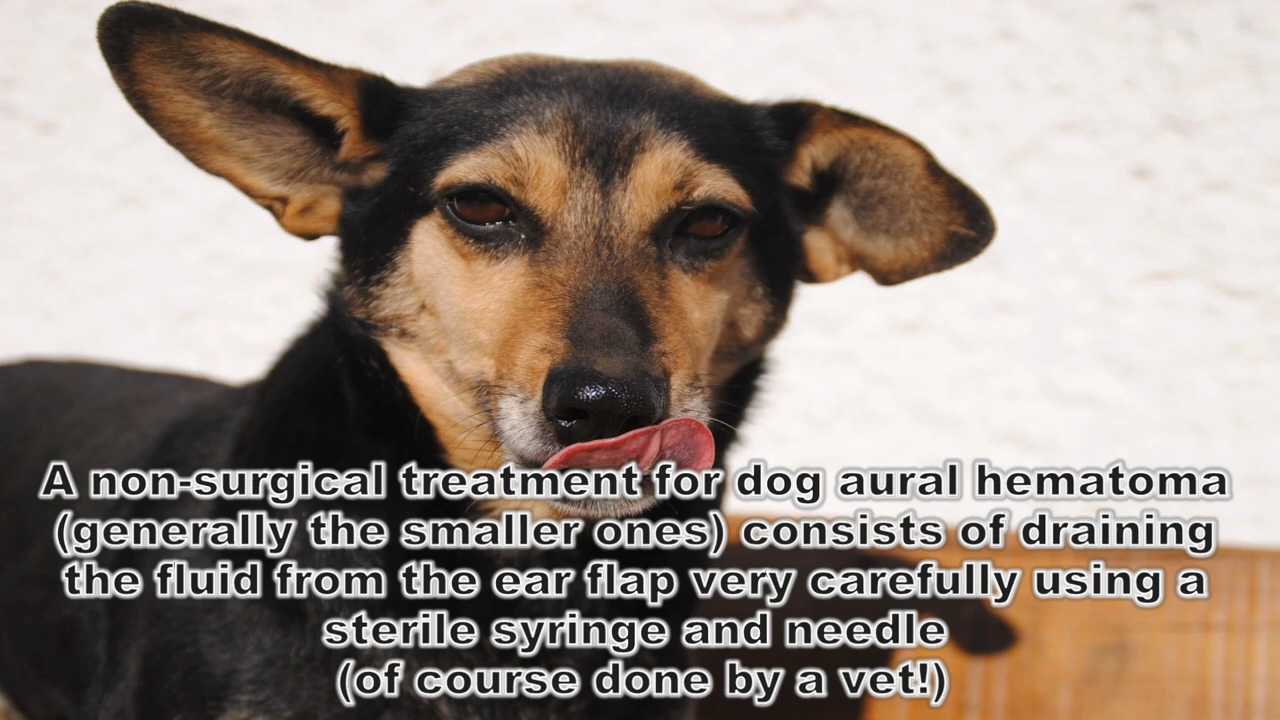 A non-surgical treatment for dog aural hematoma
(generally the smaller ones) consists of draining
the fluid from the ear flap very carefully using a
sterile syringe and needle
(of course done by a vet!)